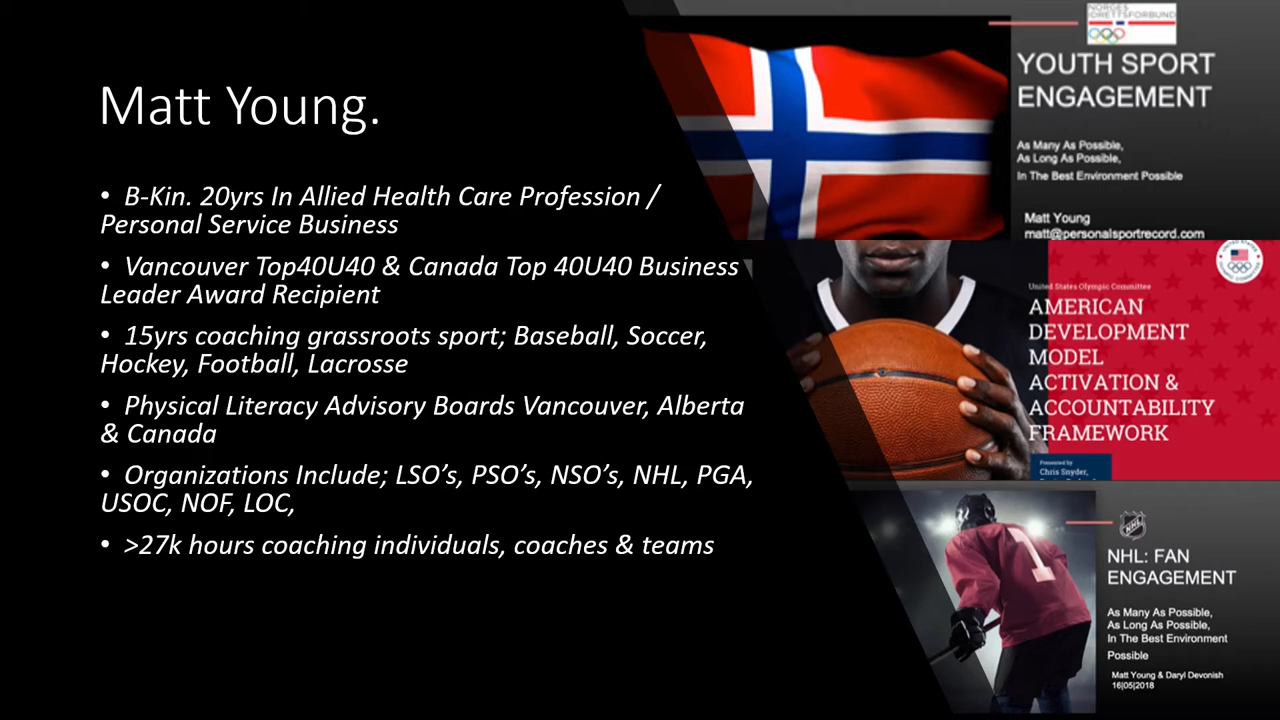 Matt Young.
• B-Kin. 20yrs In Allied Health Care Profession /
Personal Service Business
• Vancouver Top40U40 & Canada Top 40U40 Business
Leader Award Recipient
• 15yrs coaching grassroots sport; Baseball, Soccer,
Hockey, Football, Lacrosse
• Physical Literacy Advisory Boards Vancouver, Alberta
& Canada
• Organizations Include; LSO’s, PSO’s, NSO’s, NHL, PGA,
USOC, NOF, LOC,
• >27k hours coaching individuals, coaches & teams
NORGES
IDRETTSFORBUND
YOUTH SPORT
ENGAGEMENT
As Many As Possible,
As Long As Possible,
In The Best Environment Possible
Matt Young
matt@personalsportrecord.com
United States Olympic Committee
AMERICAN
DEVELOPMENT
MODEL
ACTIVATION &
ACCOUNTABILITY
FRAMEWORK
Presented by
Chris Snyder,
NHL
NHL: FAN
ENGAGEMENT
As Many As Possible,
As Long As Possible,
In The Best Environment
Possible
Matt Young & Daryl Devonish
16|05|2018
1